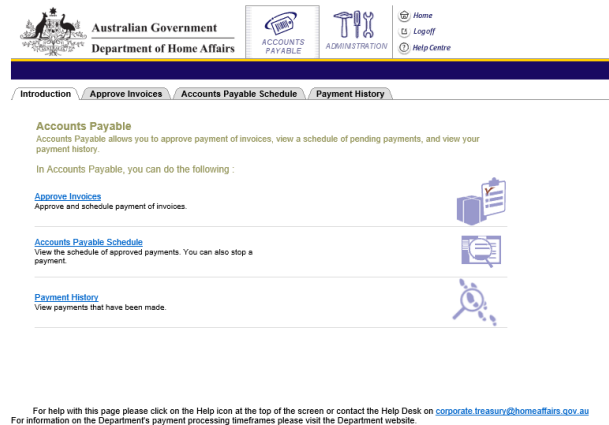 Australian Government
Department of Home Affairs
ACCOUNTS
PAYABLE
ADMINISTRATION
Home
Logoff
Help Centre
Introduction
Approve Invoices
Accounts Payable Schedule
Payment History
Accounts Payable
Accounts Payable allows you to approve payment of invoices, view a schedule of pending payments, and view your
payment history.
In Accounts Payable, you can do the following :
Approve Invoices
Approve and schedule payment of invoices.
Accounts Payable Schedule
View the schedule of approved payments. You can also stop a
payment.
Payment History
View payments that have been made.
For help with this page please click on the Help icon at the top of the screen or contact the Help Desk on corporate.treasury@homeaffairs.gov.au
For information on the Department's payment processing timeframes please visit the Department website.